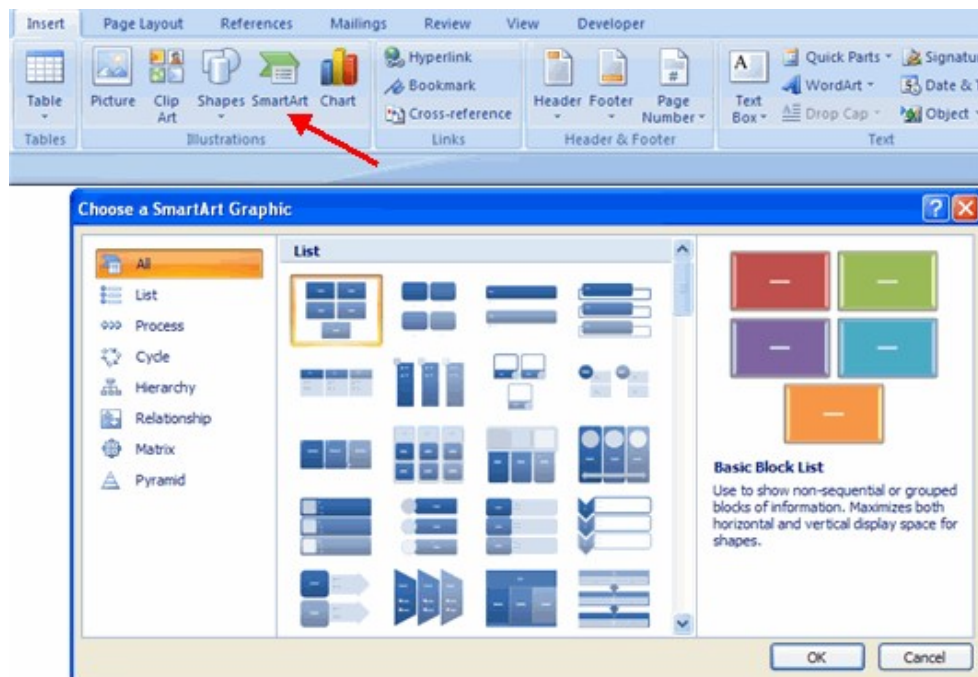 Insert Page Layout References Mailings Review View Developer
Table
Tables
Picture Clip Art Shapes SmartArt Chart
Illustrations
Hyperlink
Bookmark
Cross-reference
Links
Header Footer Page Number
Header & Footer
A
Text Box
Quick Parts
WordArt
Drop Cap
Date &
Object
Text
Choose a SmartArt Graphic
All
List
Process
Cycle
Hierarchy
Relationship
Matrix
Pyramid
List
Basic Block List
Use to show non-sequential or grouped
blocks of information. Maximizes both
horizontal and vertical display space for
shapes.
OK Cancel